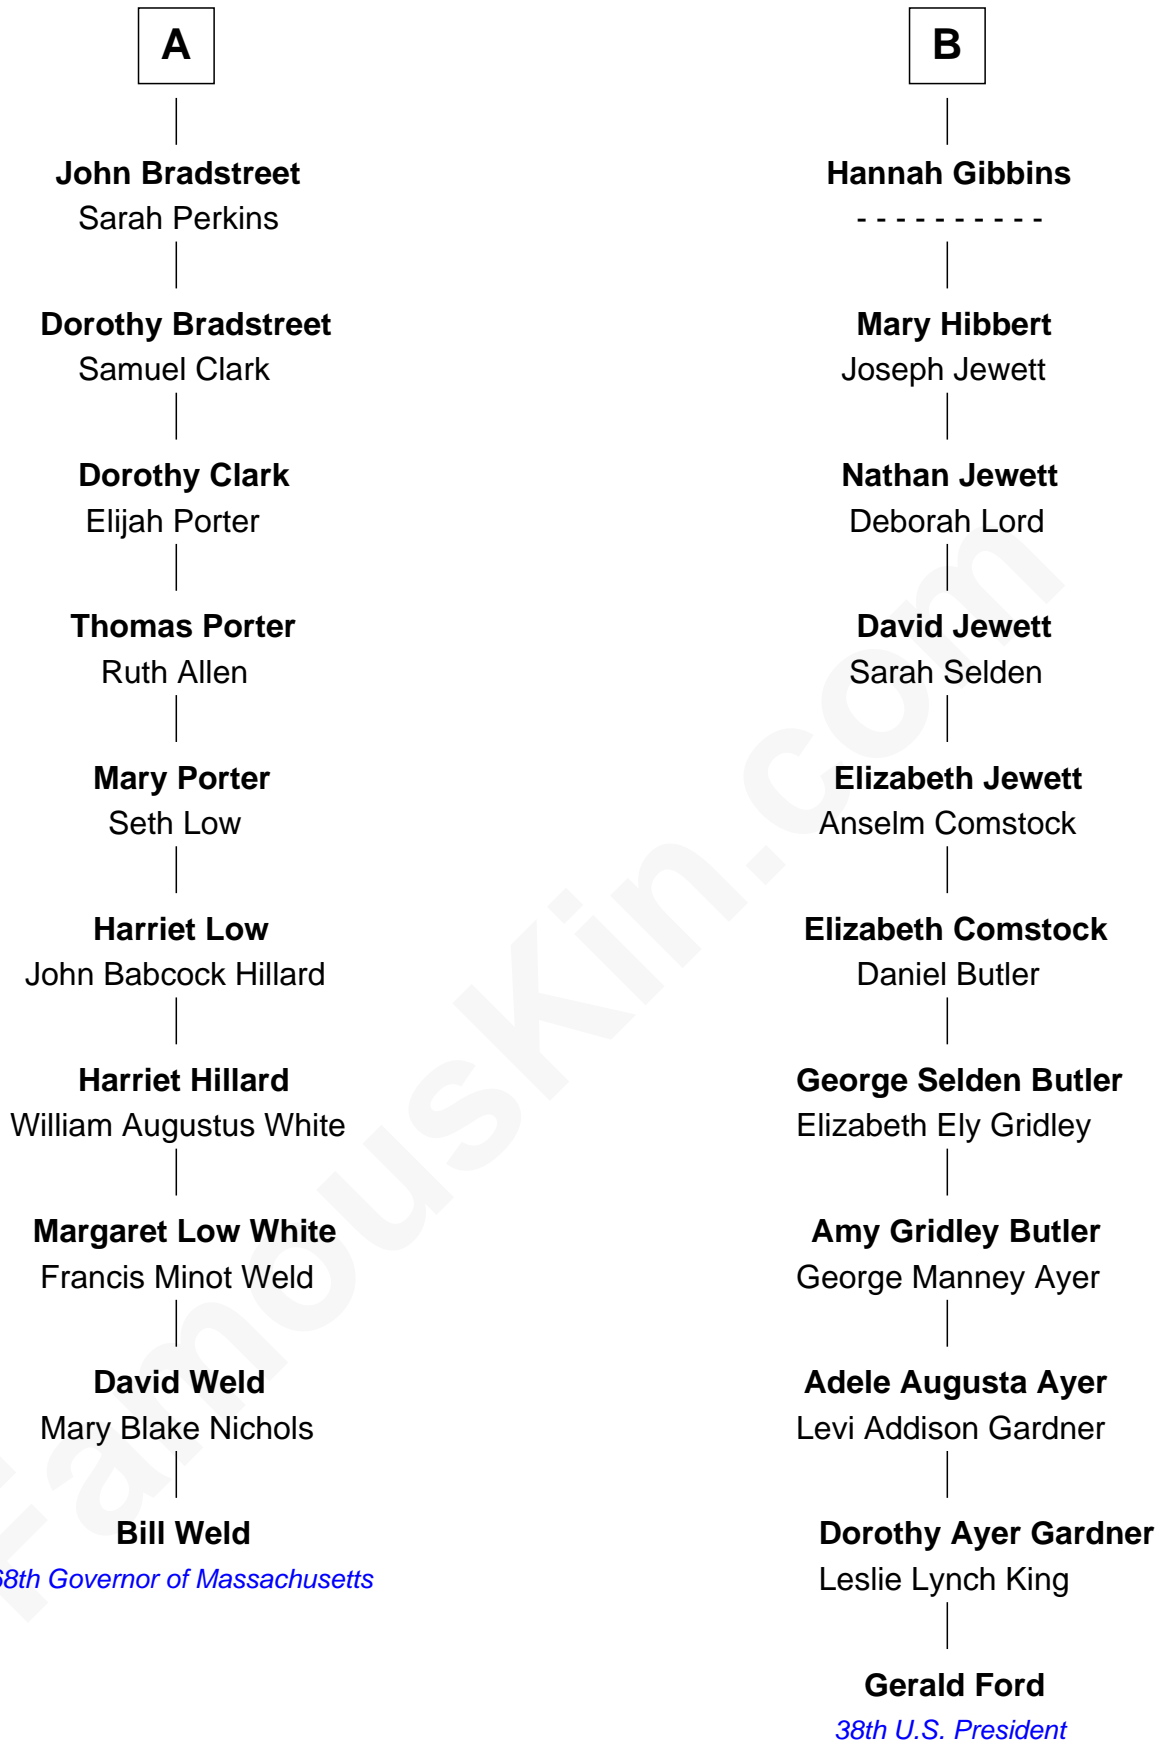 A
John Bradstreet
Sarah Perkins
Dorothy Bradstreet
Samuel Clark
Dorothy Clark
Elijah Porter
Thomas Porter
Ruth Allen
Mary Porter
Seth Low
Harriet Low
John Babcock Hillard
Harriet Hillard
William Augustus White
Margaret Low White
Francis Minot Weld
David Weld
Mary Blake Nichols
Bill Weld
68th Governor of Massachusetts
B
Hannah Gibbins
- - - - - - - - - -
Mary Hibbert
Joseph Jewett
Nathan Jewett
Deborah Lord
David Jewett
Sarah Selden
Elizabeth Jewett
Anselm Comstock
Elizabeth Comstock
Daniel Butler
George Selden Butler
Elizabeth Ely Gridley
Amy Gridley Butler
George Manney Ayer
Adele Augusta Ayer
Levi Addison Gardner
Dorothy Ayer Gardner
Leslie Lynch King
Gerald Ford
38th U.S. President
FamousKin.com